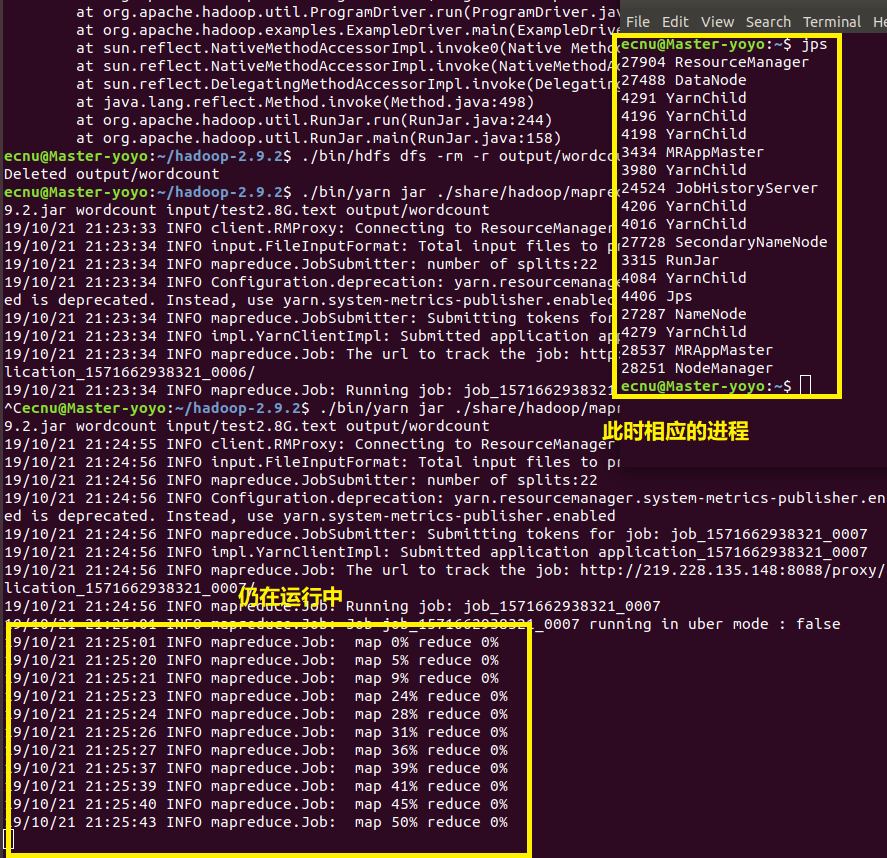 at org.apache.hadoop.util.ProgramDriver.run(ProgramDriver.jav
at org.apache.hadoop.examples.ExampleDriver.main(ExampleDrive
at sun.reflect.NativeMethodAccessorImpl.invoke0(Native Metho
at sun.reflect.NativeMethodAccessorImpl.invoke(NativeMethodAc
at sun.reflect.DelegatingMethodAccessorImpl.invoke(Delegating
at java.lang.reflect.Method.invoke(Method.java:498)
at org.apache.hadoop.util.RunJar.run(RunJar.java:244)
at org.apache.hadoop.util.RunJar.main(RunJar.java:158)
ecnu@Master-yoyo:~/hadoop-2.9.2$ ./bin/hdfs dfs -rm -r output/wordcou
Deleted output/wordcount
ecnu@Master-yoyo:~/hadoop-2.9.2$ ./bin/yarn jar ./share/hadoop/mapred
9.2.jar wordcount input/test2.8G.text output/wordcount
19/10/21 21:23:33 INFO client.RMProxy: Connecting to ResourceManager
19/10/21 21:23:34 INFO input.FileInputFormat: Total input files to pr
19/10/21 21:23:34 INFO mapreduce.JobSubmitter: number of splits:22
19/10/21 21:23:34 INFO Configuration.deprecation: yarn.resourcemanage
ed is deprecated. Instead, use yarn.system-metrics-publisher.enabled
19/10/21 21:23:34 INFO mapreduce.JobSubmitter: Submitting tokens for
19/10/21 21:23:34 INFO impl.YarnClientImpl: Submitted application app
19/10/21 21:23:34 INFO mapreduce.Job: The url to track the job: http:
lication_1571662938321_0006/
19/10/21 21:23:34 INFO mapreduce.Job: Running job: job_1571662938321_
^Cecnu@Master-yoyo:~/hadoop-2.9.2$ ./bin/yarn jar ./share/hadoop/mapr
9.2.jar wordcount input/test2.8G.text output/wordcount
19/10/21 21:24:55 INFO client.RMProxy: Connecting to ResourceManager
19/10/21 21:24:56 INFO input.FileInputFormat: Total input files to pr
19/10/21 21:24:56 INFO mapreduce.JobSubmitter: number of splits:22
19/10/21 21:24:56 INFO Configuration.deprecation: yarn.resourcemanager.system-metrics-publisher.en
ed is deprecated. Instead, use yarn.system-metrics-publisher.enabled
19/10/21 21:24:56 INFO mapreduce.JobSubmitter: Submitting tokens for job: job_1571662938321_0007
19/10/21 21:24:56 INFO impl.YarnClientImpl: Submitted application application_1571662938321_0007
19/10/21 21:24:56 INFO mapreduce.Job: The url to track the job: http://219.228.135.148:8088/proxy/
lication_1571662938321_0007/
仍在运行中
19/10/21 21:24:56 INFO mapreduce.Job: Running job: job_1571662938321_0007
19/10/21 21:25:01 INFO mapreduce.Job: Job job_1571662938321_0007 running in uber mode : false
19/10/21 21:25:01 INFO mapreduce.Job:  map 0% reduce 0%
19/10/21 21:25:20 INFO mapreduce.Job:  map 5% reduce 0%
19/10/21 21:25:21 INFO mapreduce.Job:  map 9% reduce 0%
19/10/21 21:25:23 INFO mapreduce.Job:  map 24% reduce 0%
19/10/21 21:25:24 INFO mapreduce.Job:  map 28% reduce 0%
19/10/21 21:25:26 INFO mapreduce.Job:  map 31% reduce 0%
19/10/21 21:25:27 INFO mapreduce.Job:  map 36% reduce 0%
19/10/21 21:25:37 INFO mapreduce.Job:  map 39% reduce 0%
19/10/21 21:25:39 INFO mapreduce.Job:  map 41% reduce 0%
19/10/21 21:25:40 INFO mapreduce.Job:  map 45% reduce 0%
19/10/21 21:25:43 INFO mapreduce.Job:  map 50% reduce 0%
File Edit View Search Terminal He
ecnu@Master-yoyo:~$ jps
27904 ResourceManager
27488 DataNode
4291 YarnChild
4196 YarnChild
4198 YarnChild
3434 MRAppMaster
3980 YarnChild
24524 JobHistoryServer
4206 YarnChild
4016 YarnChild
27728 SecondaryNameNode
3315 RunJar
4084 YarnChild
4406 Jps
27287 NameNode
4279 YarnChild
28537 MRAppMaster
28251 NodeManager
ecnu@Master-yoyo:~$
此时相应的进程